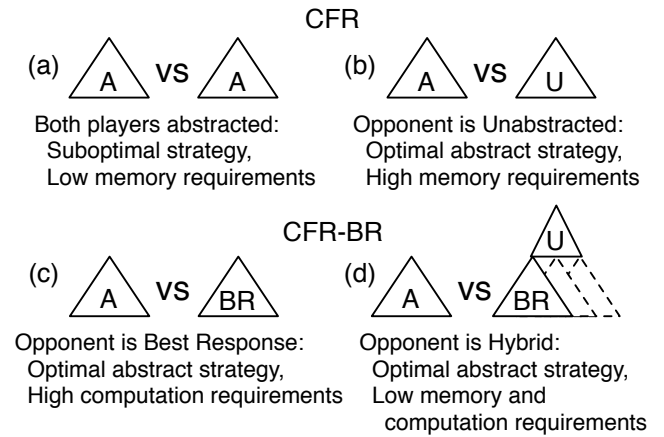 CFR
(a) A vs A
Both players abstracted:
Suboptimal strategy,
Low memory requirements
(b) A vs U
Opponent is Unabstracted:
Optimal abstract strategy,
High memory requirements
CFR-BR
(c) A vs BR
Opponent is Best Response:
Optimal abstract strategy,
High computation requirements
(d) A vs BR U
Opponent is Hybrid:
Optimal abstract strategy,
Low memory and
computation requirements